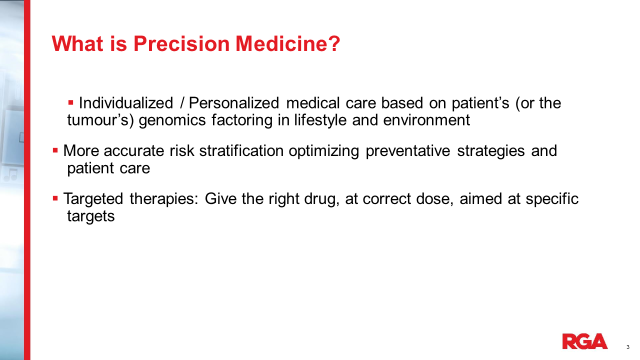 What is Precision Medicine?
▪ Individualized / Personalized medical care based on patient’s (or the
tumour’s) genomics factoring in lifestyle and environment
▪ More accurate risk stratification optimizing preventative strategies and
patient care
▪ Targeted therapies: Give the right drug, at correct dose, aimed at specific
targets
RGA
3